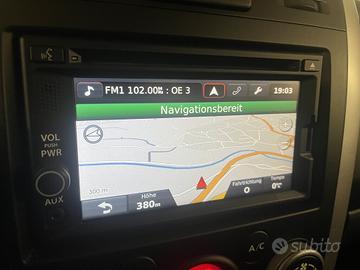 FM1 102.00 : OE 3
19:03
Navigationsbereit
VOL
PUSH
PWR
AUX
300 m
Höhe
380m
Fahrtrichtung
O
Tempo
0
A/C
subito